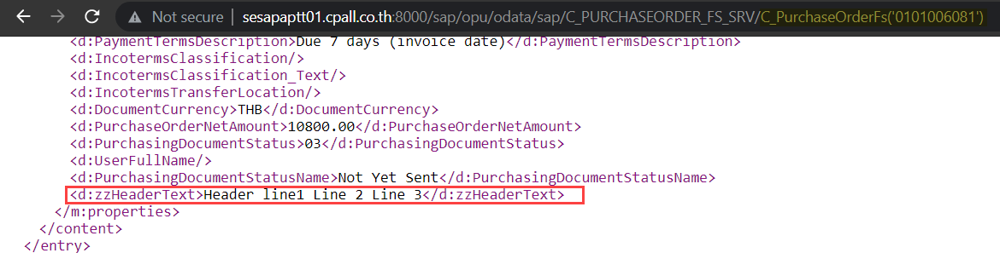 Not secure sesapaptt01.cpall.co.th:8000/sap/opu/odata/sap/C_PURCHASEORDER_FS_SRV/C_PurchaseOrderFs('0101006081')
<d:PaymentTermsDescription>Due 7 days (invoice date)</d:PaymentTermsDescription>
<d:IncotermsClassification/>
<d:IncotermsClassification_Text/>
<d:IncotermsTransferLocation/>
<d:DocumentCurrency>THB</d:DocumentCurrency>
<d:PurchaseOrderNetAmount>10800.00</d:PurchaseOrderNetAmount>
<d:PurchasingDocumentStatus>03</d:PurchasingDocumentStatus>
<d:UserFullName/>
<d:PurchasingDocumentStatusName>Not Yet Sent</d:PurchasingDocumentStatusName>
<d:zzHeaderText>Header line1 Line 2 Line 3</d:zzHeaderText>
</m:properties>
</content>
</entry>